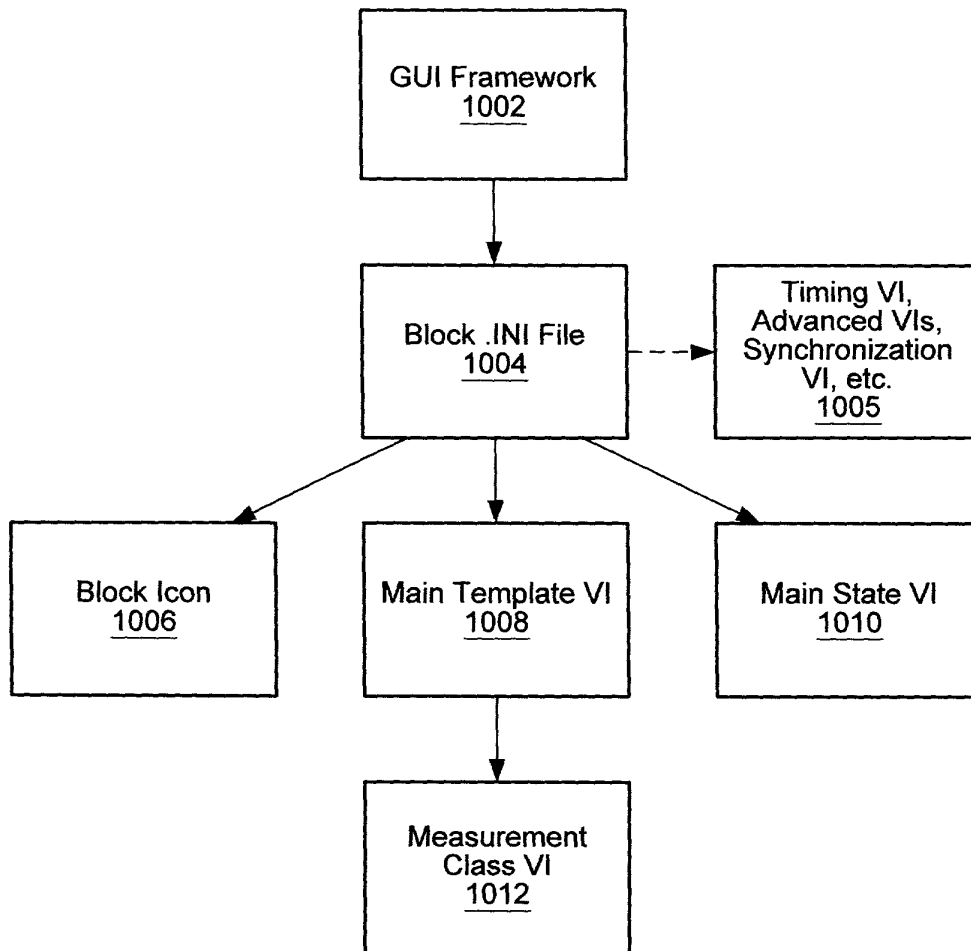 GUI Framework
1002
Block .INI File
1004
Timing VI,
Advanced VIs,
Synchronization
VI, etc.
1005
Block Icon
1006
Main Template VI
1008
Main State VI
1010
Measurement
Class VI
1012